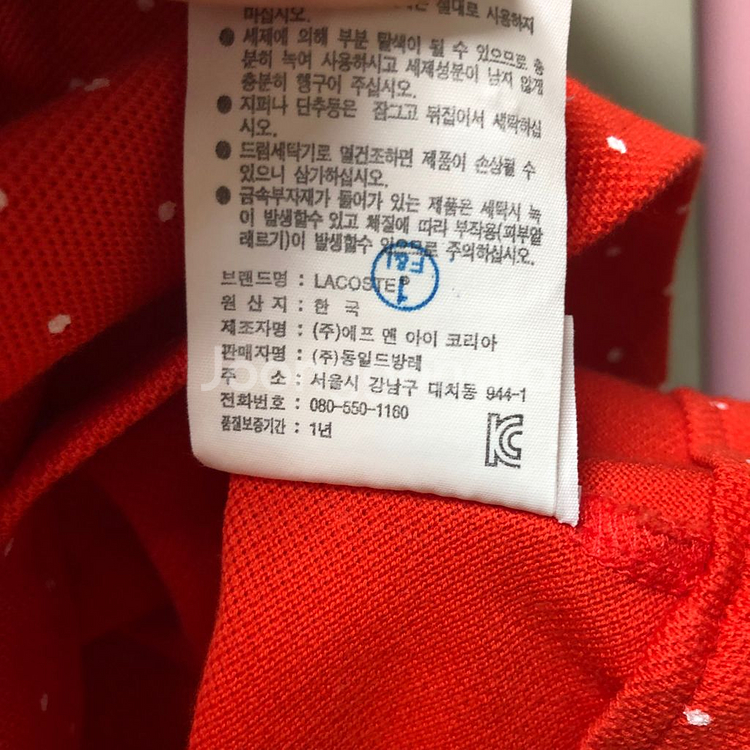 절대로 사용하지
마십시오.
● 세제에 의해 부분 탈색이 될 수 있으므로 충
분히 녹여 사용하시고 세제성분이 남지 않게
충분히 헹구어 주십시오.
● 지퍼나 단추등은 잠그고 뒤집어서 세탁하십
시오.
● 드럼세탁기로 열건조하면 제품이 손상될 수
있으니 삼가하십시오.
● 금속부자재가 들어가 있는 제품은 세탁시 녹
이 발생할수 있고 체질에 따라 부작용(피부알
래르기)이 발생할수 있으므로 주의하십시오.
F&I
1
브랜드명 : LACOSTE
원 산 지 : 한 국
제조자명 : (주)에프 앤 아이 코리아
판매자명 : (주)동일드방레
주 소 : 서울시 강남구 대치동 944-1
전화번호 : 080-550-1160
품질보증기간 : 1년